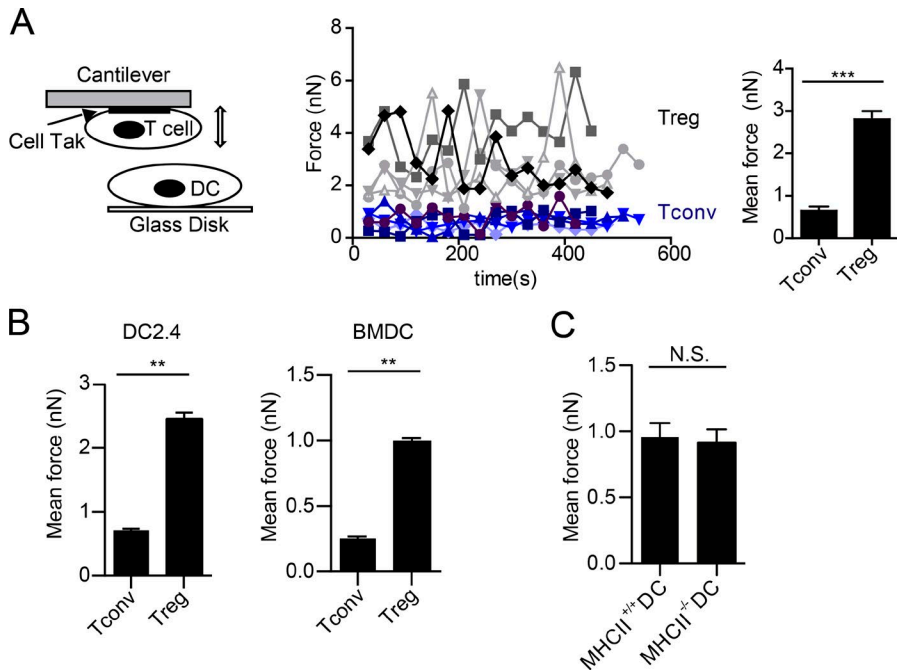 A
Cantilever
Cell Tak
T cell
DC
Glass Disk
Force (nN)
8
6
4
2
0
0
200
400
600
time(s)
Treg
Tconv
Mean force (nN)
4
3
2
1
0
***
Tconv
Treg
B
DC2.4
Mean force (nN)
3
2
1
0
**
Tconv
Treg
BMDC
Mean force (nN)
1.5
1.0
0.5
0.0
**
Tconv
Treg
C
Mean force (nN)
1.5
1.0
0.5
0.0
N.S.
MHCII+/+ DC
MHCII-/- DC